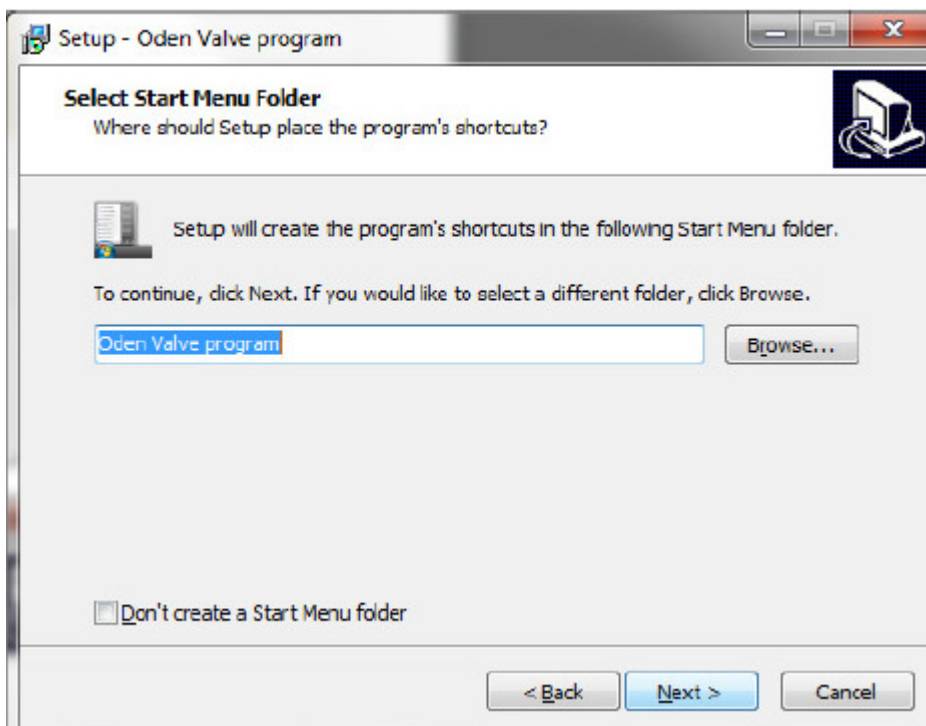 Setup - Oden Valve program
Select Start Menu Folder
Where should Setup place the program's shortcuts?
Setup will create the program's shortcuts in the following Start Menu folder.
To continue, click Next. If you would like to select a different folder, click Browse.
Oden Valve program
Browse...
Don't create a Start Menu folder
< Back
Next >
Cancel